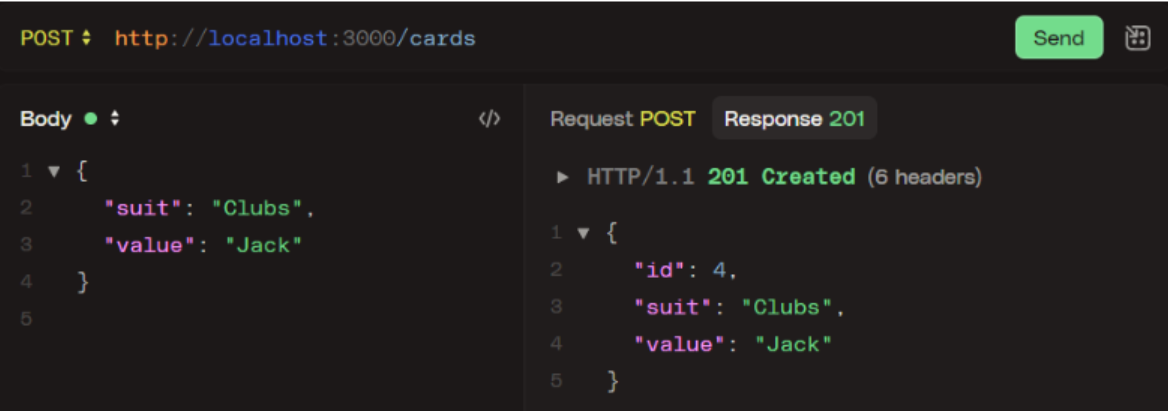 POST http://localhost:3000/cards Send
Body
1 {
2 "suit": "Clubs",
3 "value": "Jack"
4 }
5
Request POST Response 201
HTTP/1.1 201 Created (6 headers)
1 {
2 "id": 4,
3 "suit": "Clubs",
4 "value": "Jack"
5 }